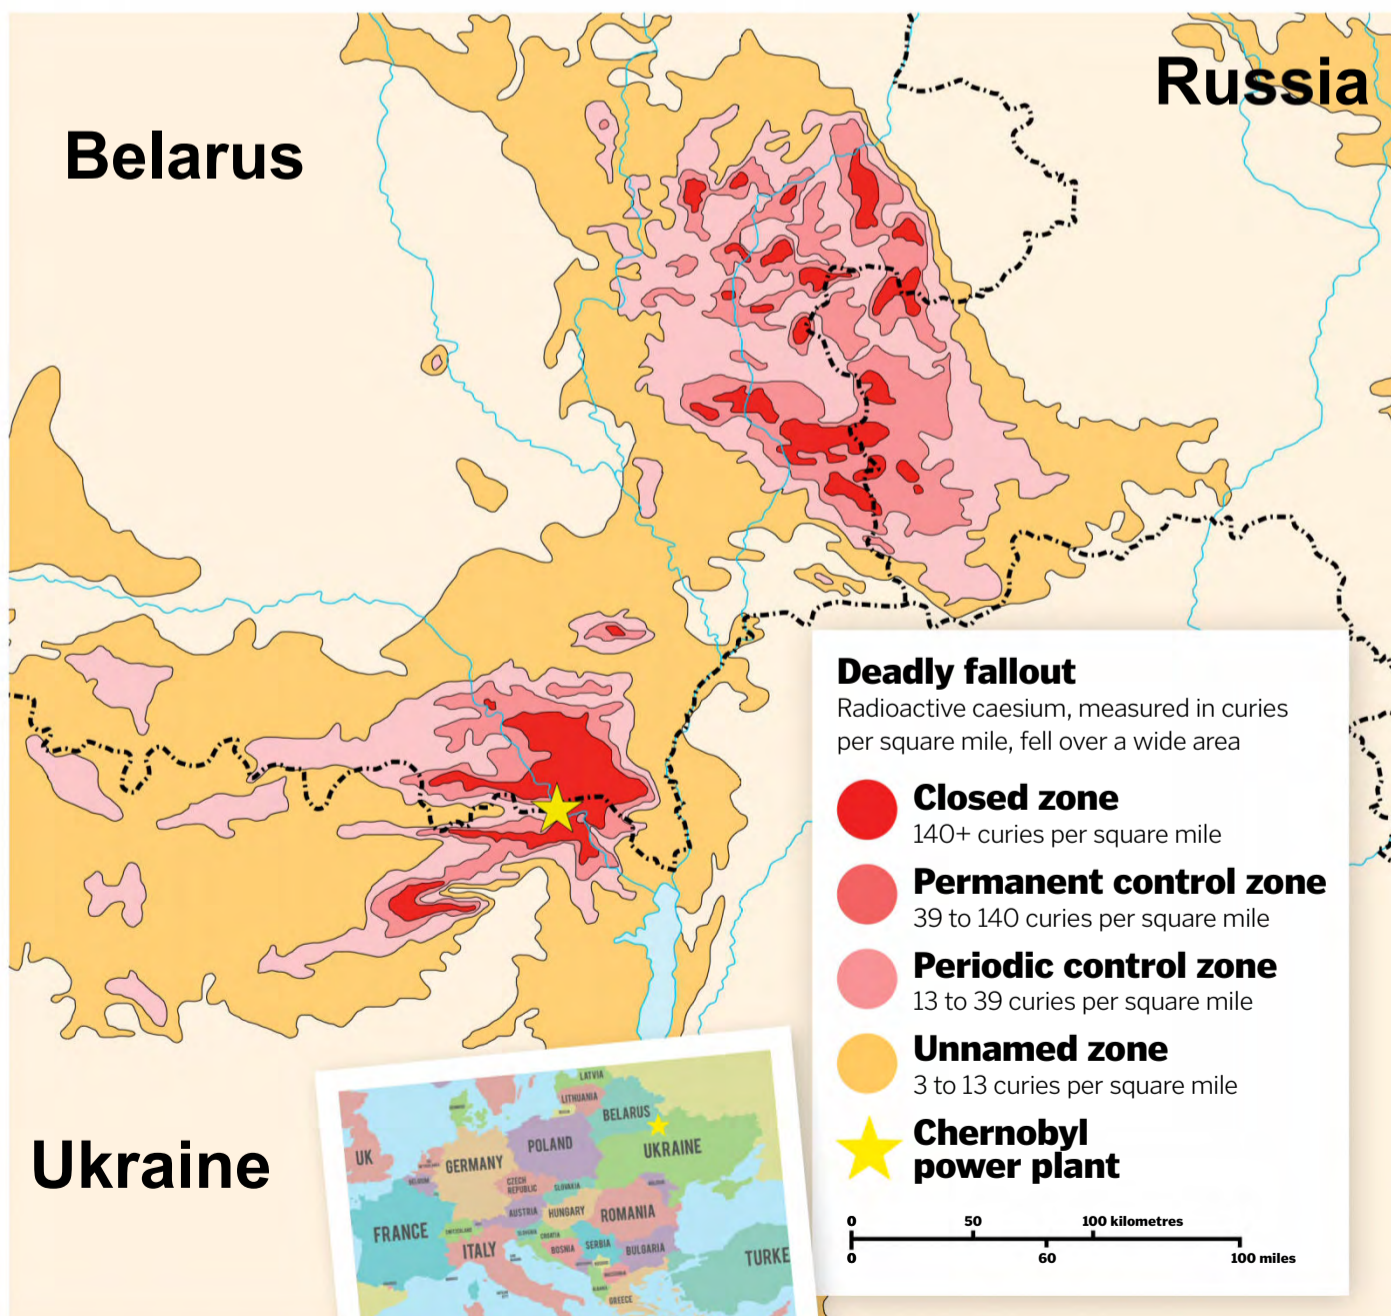 Belarus
Russia
Ukraine
Deadly fallout
Radioactive caesium, measured in curies
per square mile, fell over a wide area
Closed zone
140+ curies per square mile
Permanent control zone
39 to 140 curies per square mile
Periodic control zone
13 to 39 curies per square mile
Unnamed zone
3 to 13 curies per square mile
Chernobyl
power plant
0 50 100 kilometres
0 60 100 miles
LATVIA
LITHUANIA
BELARUS
UK
POLAND
UKRAINE
GERMANY
BELGIUM
CZECH
REPUBLIC
SLOVAKIA
AUSTRIA
HUNGARY
ROMANIA
FRANCE
SWITZERLAND
SLOVENIA
CROATIA
ITALY
BOSNIA
SERBIA
BULGARIA
TURKE
GREECE